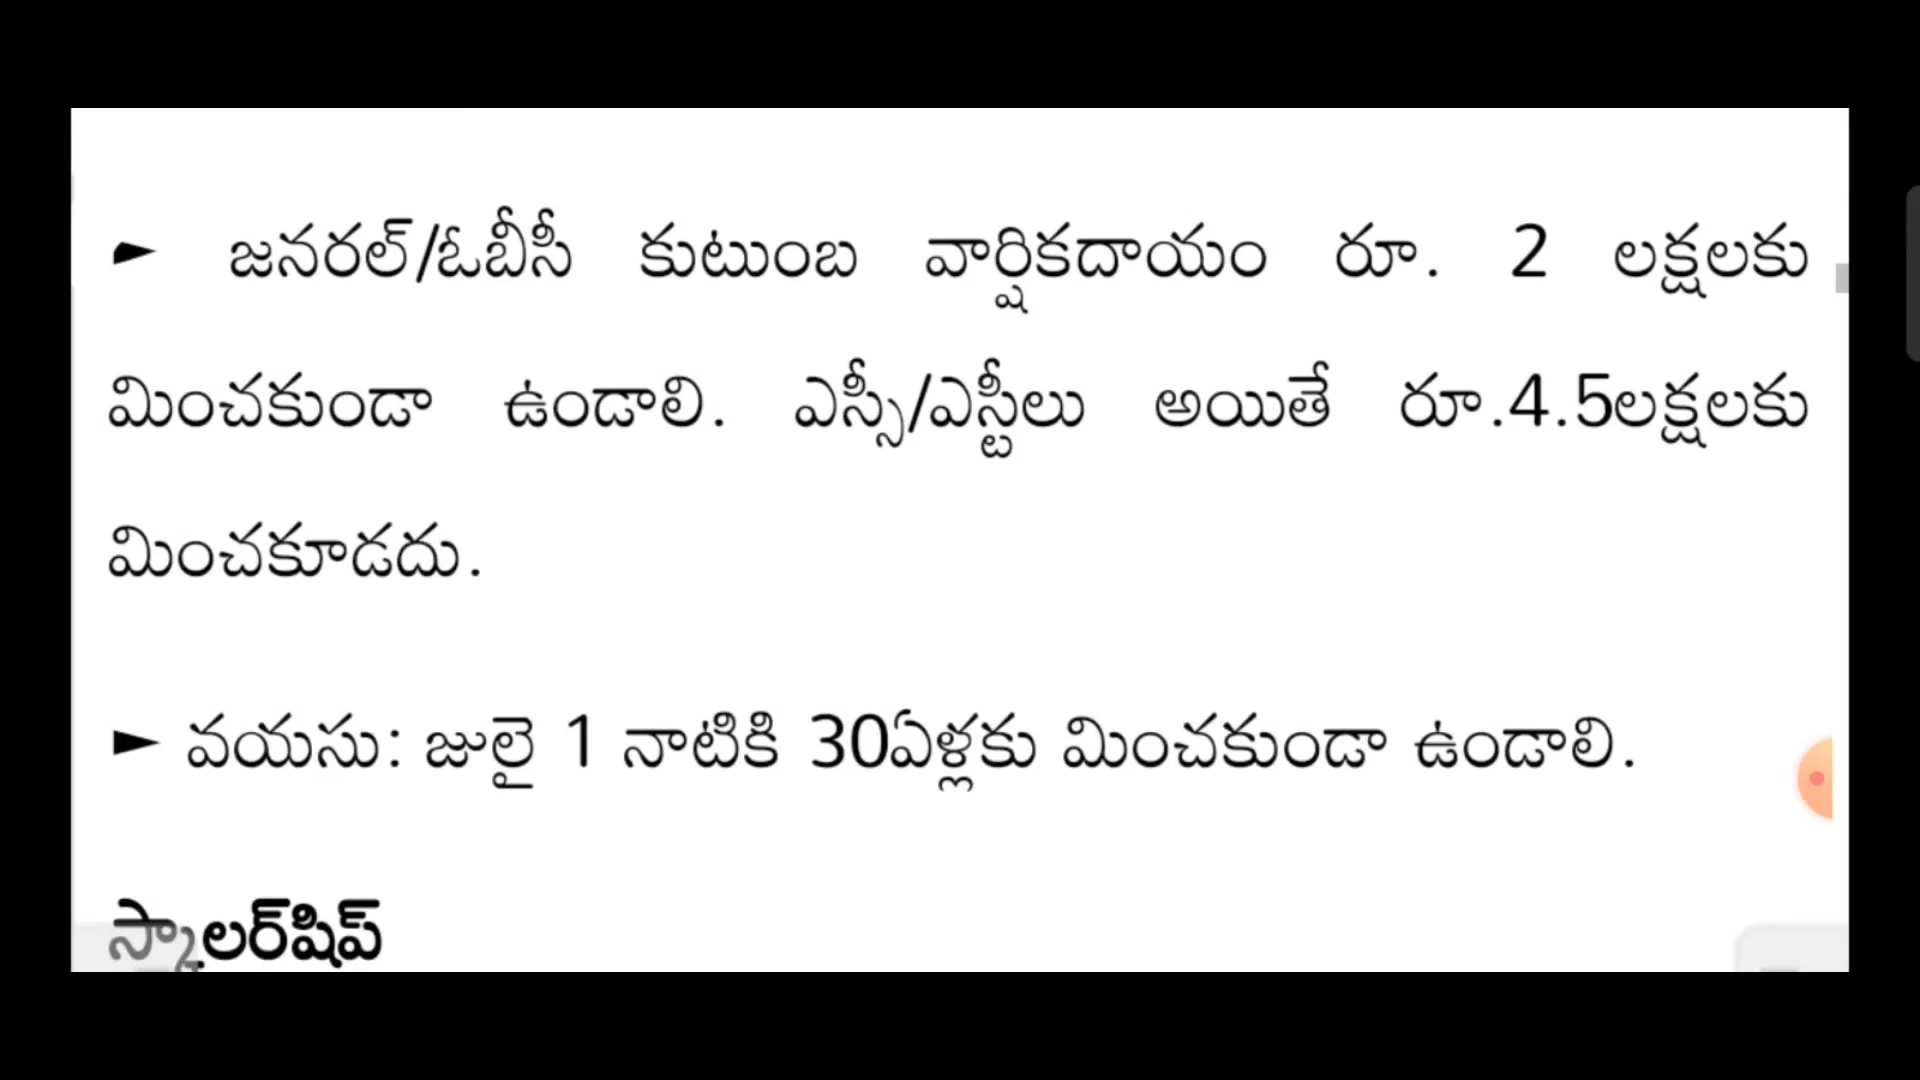 ► జనరల్/ఓబీసీ కుటుంబ వార్షికదాయం రూ. 2 లక్షలకు
మించకుండా ఉండాలి. ఎస్సీ/ఎస్టీలు అయితే రూ.4.5లక్షలకు
మించకూడదు.
► వయసు: జులై 1 నాటికి 30ఏళ్లకు మించకుండా ఉండాలి.
స్కాలర్‌షిప్